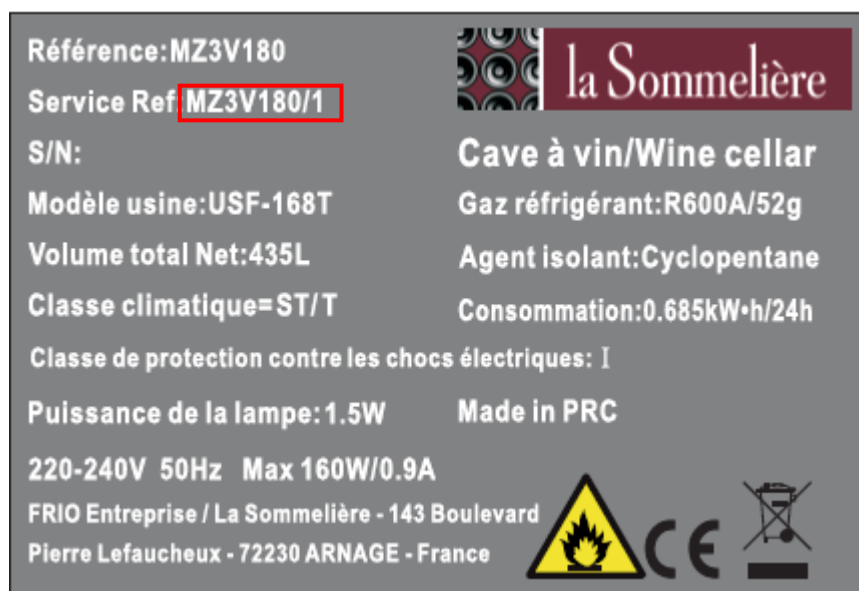 Référence:MZ3V180
la Sommelière
Service Ref:MZ3V180/1
S/N:
Cave à vin/Wine cellar
Modèle usine:USF-168T
Gaz réfrigérant:R600A/52g
Volume total Net:435L
Agent isolant:Cyclopentane
Classe climatique=ST/T
Consommation:0.685kW•h/24h
Classe de protection contre les chocs électriques: I
Puissance de la lampe:1.5W
Made in PRC
220-240V 50Hz Max 160W/0.9A
FRIO Entreprise / La Sommelière - 143 Boulevard
Pierre Lefaucheux - 72230 ARNAGE - France
CE